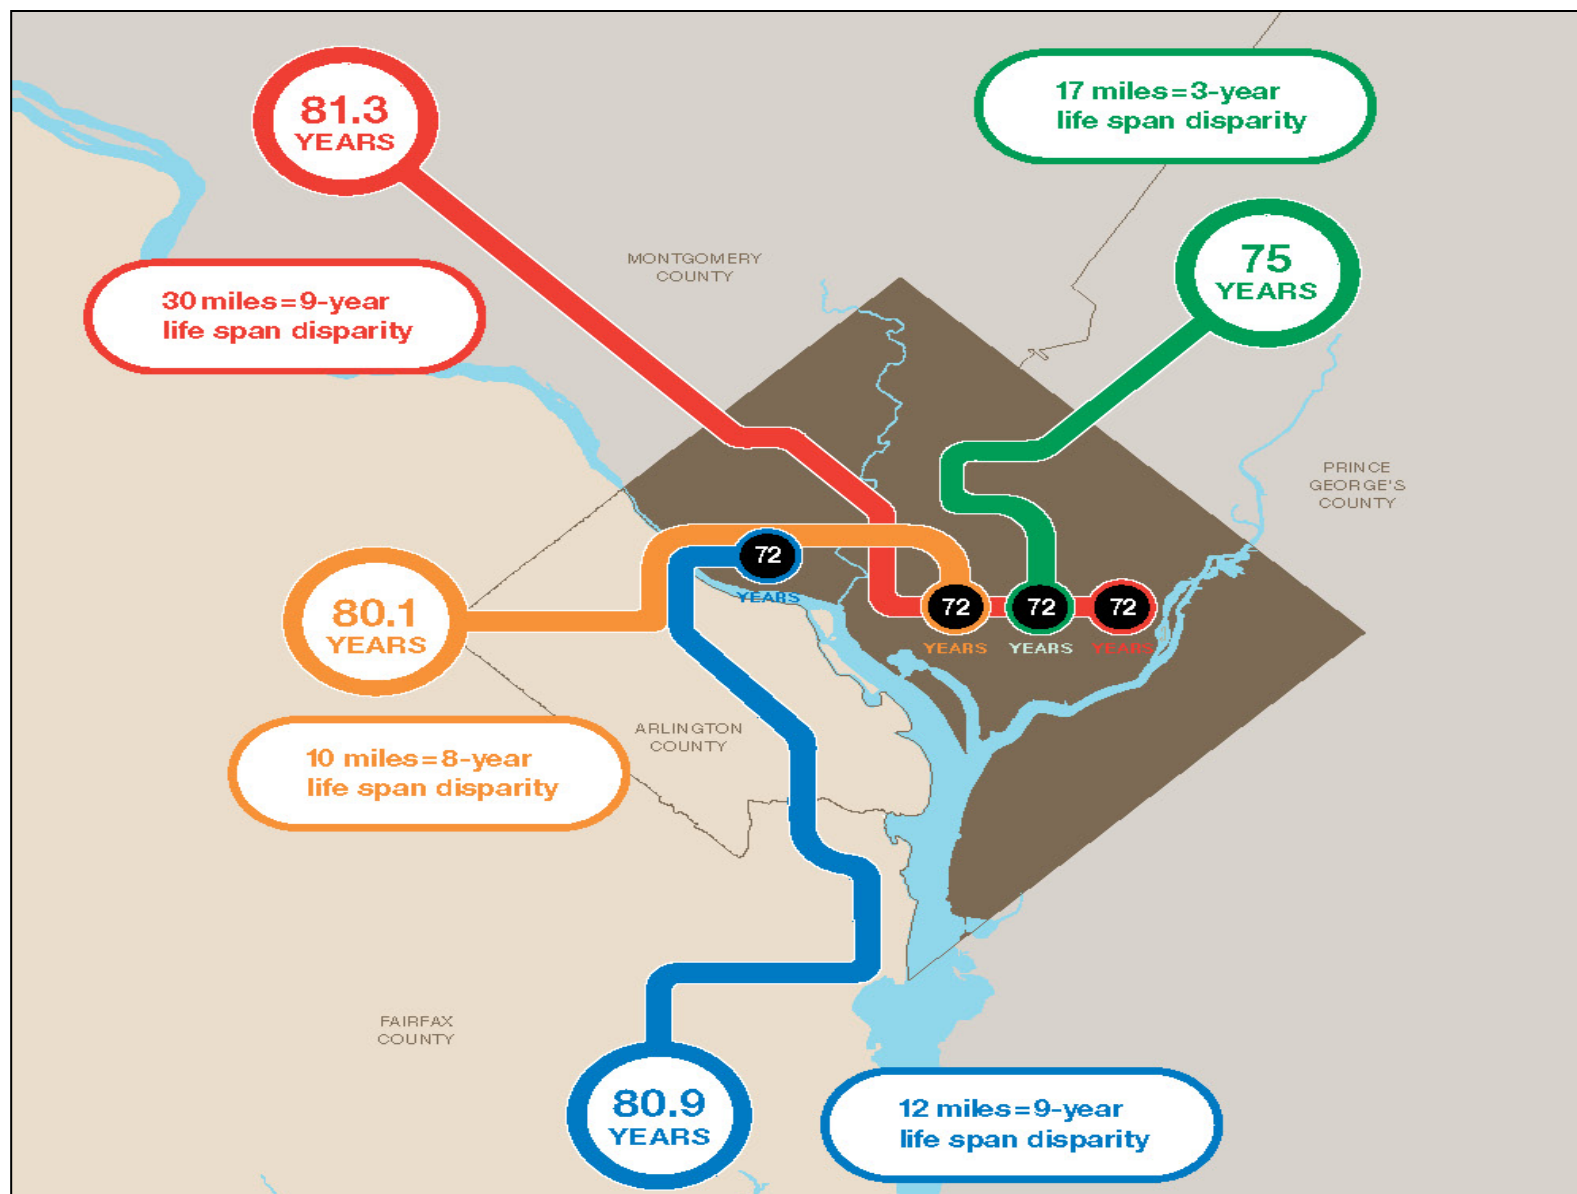 81.3
YEARS
17 miles=3-year
life span disparity
75
YEARS
MONTGOMERY
COUNTY
30 miles=9-year
life span disparity
PRINCE
GEORGE'S
COUNTY
72
YEARS
80.1
YEARS
72
YEARS
72
YEARS
72
YEARS
ARLINGTON
COUNTY
10 miles=8-year
life span disparity
FAIRFAX
COUNTY
80.9
YEARS
12 miles=9-year
life span disparity